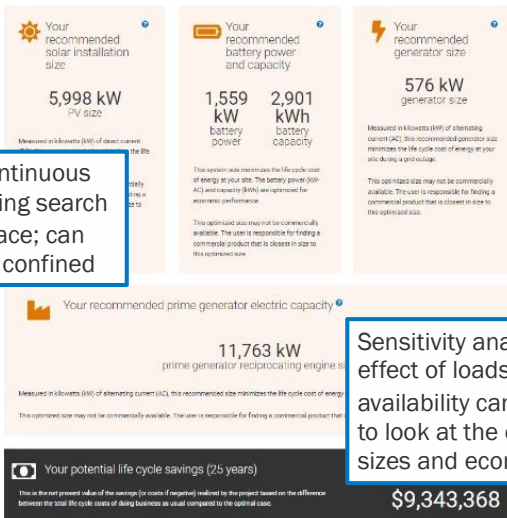 Your
recommended
solar installation
size
5,998 kW
PV size
Measured in kilowatts (kW) of direct current
the life
Your
recommended
battery power
and capacity
1,559
kW
battery
power
2,901
kWh
battery
capacity
This system size minimizes the life cycle cost
of energy at your site. The battery power (kW-
AC) and capacity (kWh) are optimized for
economic performance.
This optimized size may not be commercially
available. The user is responsible for finding a
commercial product that is closest in size to
this optimized size.
Your
recommended
generator size
576 kW
generator size
Measured in kilowatts (kW) of alternating
current (AC), this recommended generator size
minimizes the life cycle cost of energy at your
site during a grid outage.
This optimized size may not be commercially
available. The user is responsible for finding a
commercial product that is closest in size to
this optimized size.
ntinuous
ing search
ace; can
confined
Your recommended prime generator electric capacity
11,763 kW
prime generator reciprocating engine
Measured in kilowatts (kW) of alternating current (AC), this recommended size minimizes the life cycle cost of energy
This optimized size may not be commercially available. The user is responsible for finding a commercial product that
Sensitivity ana
effect of loads
availability can
to look at the
sizes and econ
Your potential life cycle savings (25 years)
This is the net present value of the savings (or costs if negative) realized by the project based on the difference
between the total life cycle costs of doing business as usual compared to the optimal case.
$9,343,368